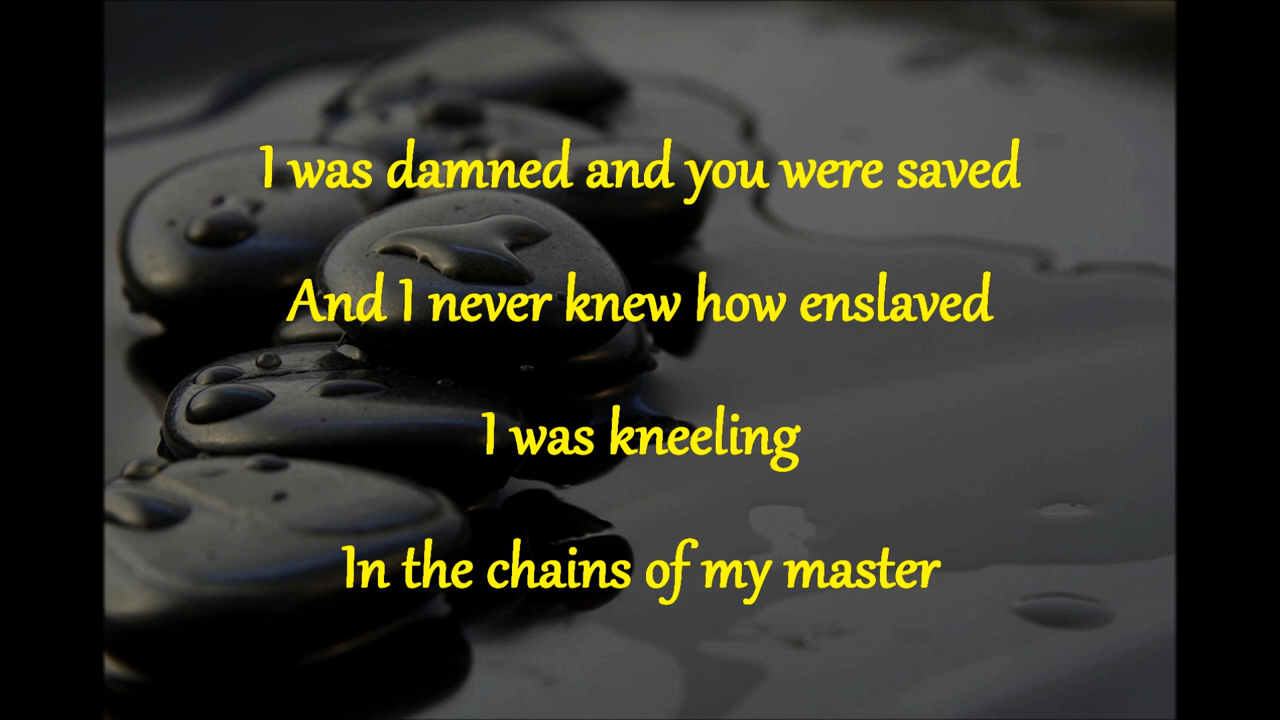 I was damned and you were saved
And I never knew how enslaved
I was kneeling
In the chains of my master